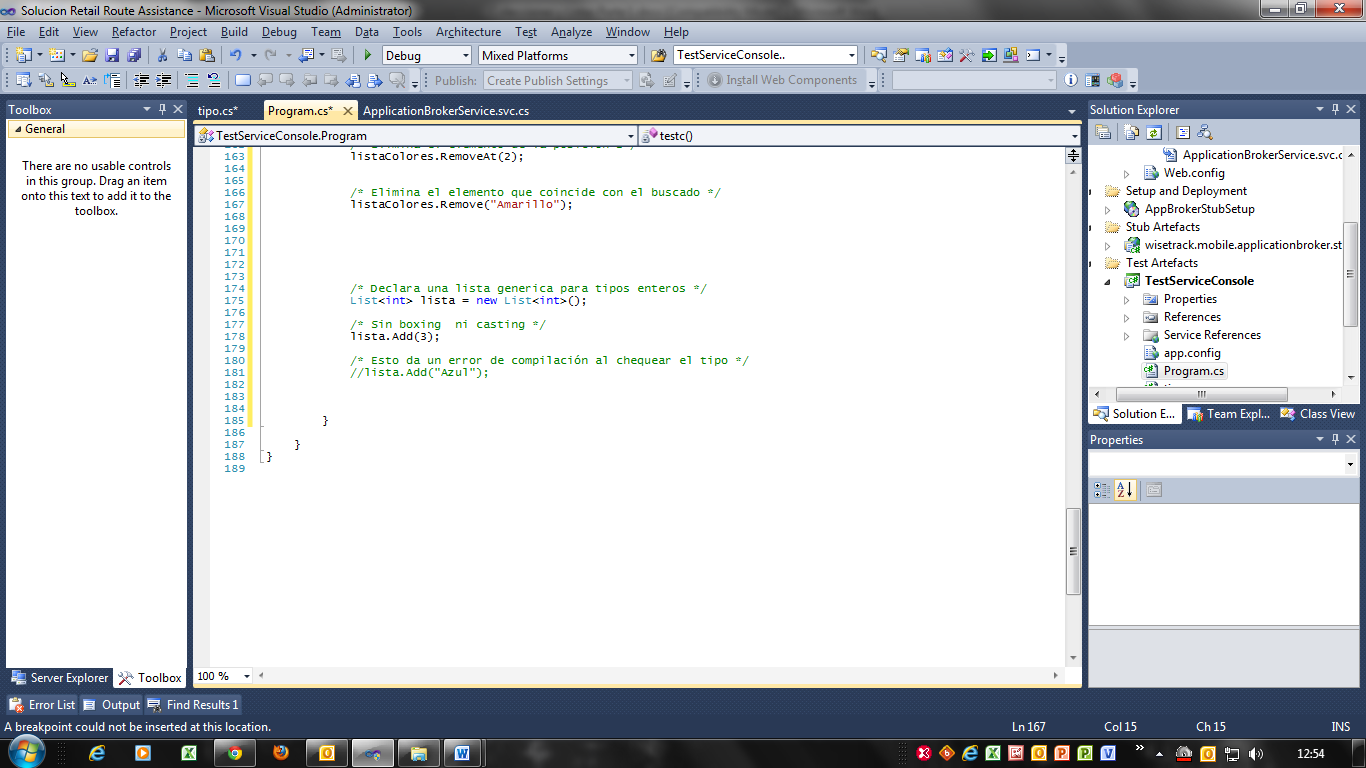 Solucion Retail Route Assistance - Microsoft Visual Studio (Administrator)
File Edit View Refactor Project Build Debug Team Data Tools Architecture Test Analyze Window Help
Debug Mixed Platforms TestServiceConsole..
Publish: Create Publish Settings Install Web Components
Toolbox
General
There are no usable controls
in this group. Drag an item
onto this text to add it to the
toolbox.
Server Explorer Toolbox
tipo.cs* Program.cs* ApplicationBrokerService.svc.cs
TestServiceConsole.Program testc()
163 listaColores.RemoveAt(2);
164
165
166 /* Elimina el elemento que coincide con el buscado */
167 listaColores.Remove("Amarillo");
168
169
170
171
172
173
174 /* Declara una lista generica para tipos enteros */
175 List<int> lista = new List<int>();
176
177 /* Sin boxing  ni casting */
178 lista.Add(3);
179
180 /* Esto da un error de compilación al chequear el tipo */
181 //lista.Add("Azul");
182
183
184
185 }
186
187 }
188 }
189
100 %
Solution Explorer
ApplicationBrokerService.svc.c
Web.config
Setup and Deployment
AppBrokerStubSetup
Stub Artefacts
wisetrack.mobile.applicationbroker.st
Test Artefacts
TestServiceConsole
Properties
References
Service References
app.config
Program.cs
Solution E... Team Expl... Class View
Properties
Error List Output Find Results 1
A breakpoint could not be inserted at this location. Ln 167 Col 15 Ch 15 INS
12:54